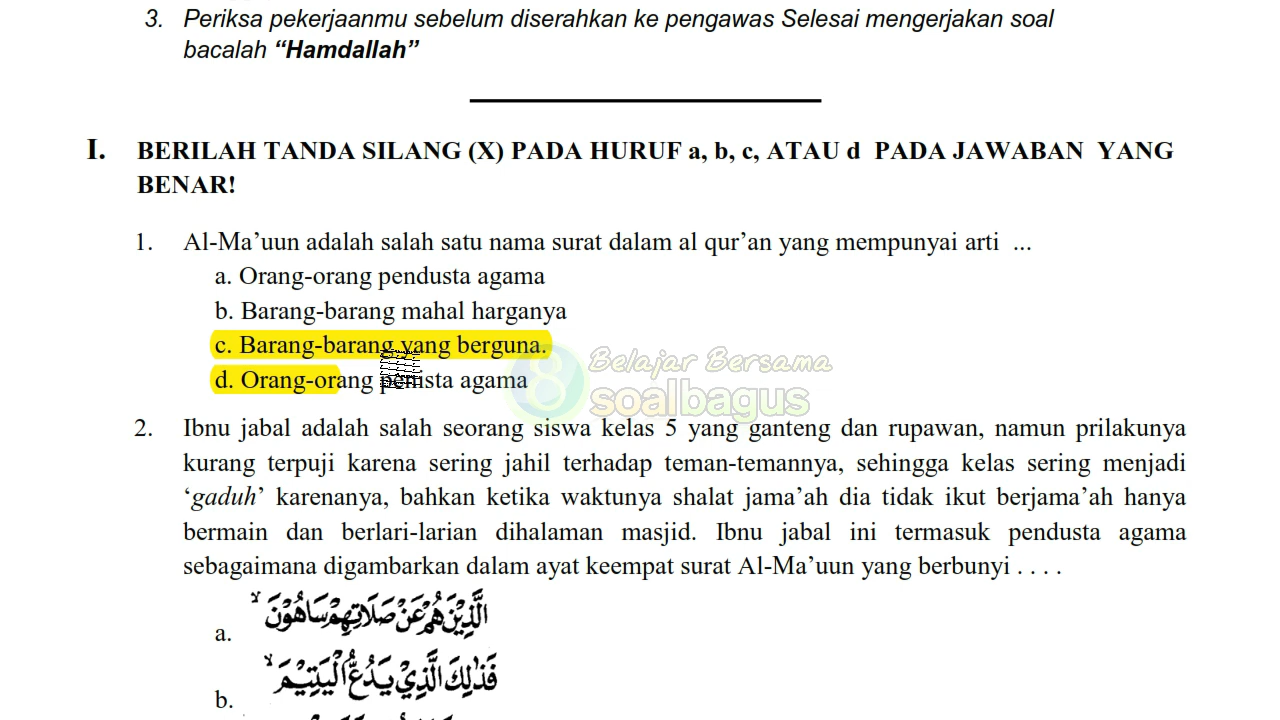 3. Periksa pekerjaanmu sebelum diserahkan ke pengawas Selesai mengerjakan soal
bacalah “Hamdallah”
I. BERILAH TANDA SILANG (X) PADA HURUF a, b, c, ATAU d PADA JAWABAN YANG
BENAR!
1. Al-Ma’uun adalah salah satu nama surat dalam al qur’an yang mempunyai arti ...
a. Orang-orang pendusta agama
b. Barang-barang mahal harganya
c. Barang-barang yang berguna.
d. Orang-orang penista agama
Belajar Bersama
soalbagus
2. Ibnu jabal adalah salah seorang siswa kelas 5 yang ganteng dan rupawan, namun prilakunya
kurang terpuji karena sering jahil terhadap teman-temannya, sehingga kelas sering menjadi
‘gaduh’ karenanya, bahkan ketika waktunya shalat jama’ah dia tidak ikut berjama’ah hanya
bermain dan berlari-larian dihalaman masjid. Ibnu jabal ini termasuk pendusta agama
sebagaimana digambarkan dalam ayat keempat surat Al-Ma’uun yang berbunyi . . . .
a. الَّذِيْنَ هُمْ عَنْ صَلَاتِهِمْ سَاهُوْنَۙ
b. فَذٰلِكَ الَّذِيْ يَدُعُّ الْيَتِيْمَۙ